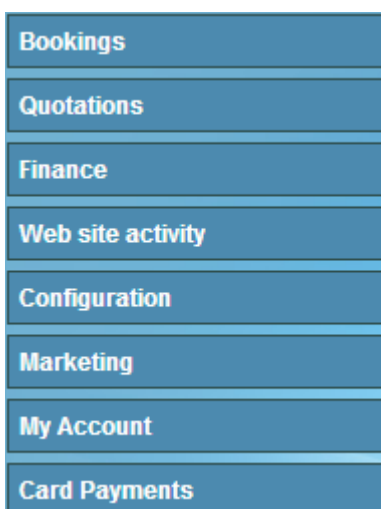 Bookings
Quotations
Finance
Web site activity
Configuration
Marketing
My Account
Card Payments